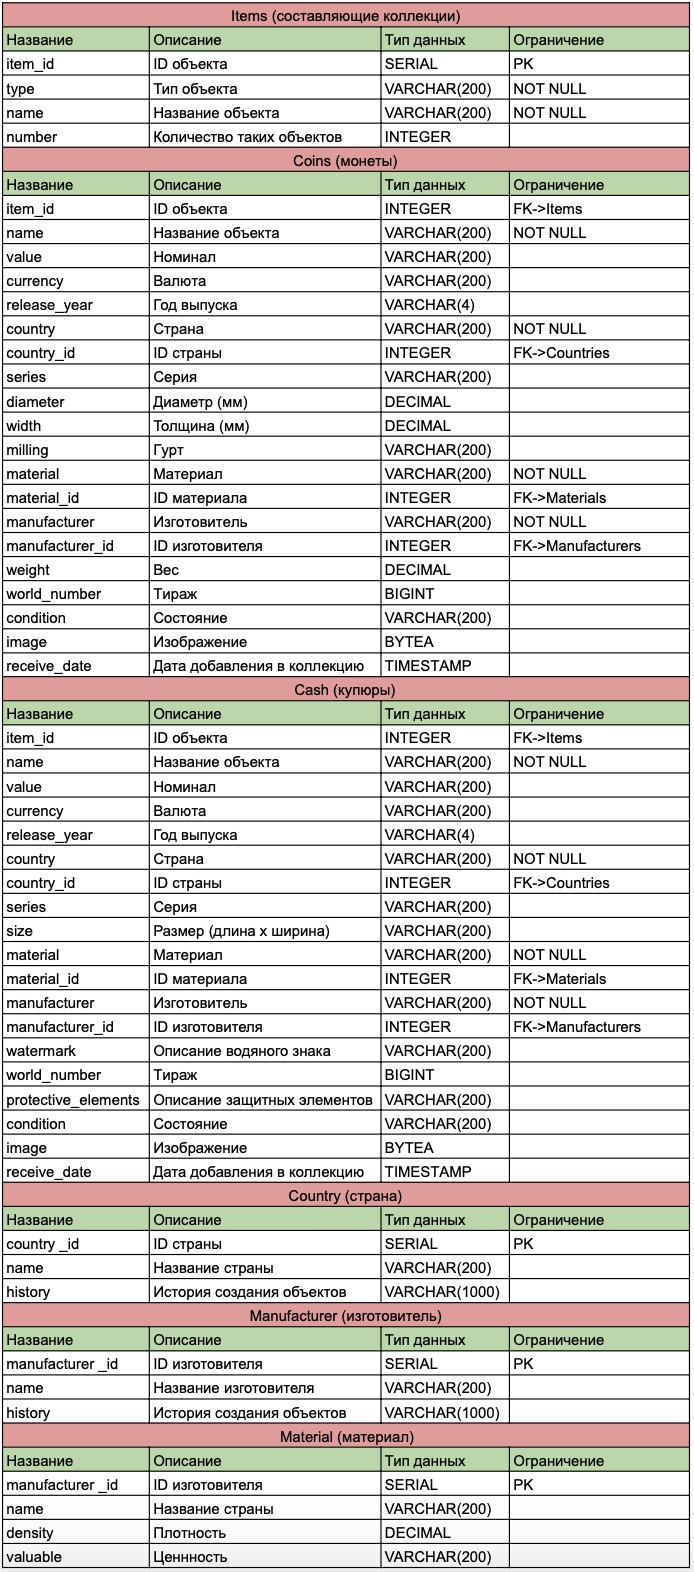 Items (составляющие коллекции)
Название Описание Тип данных Ограничение
item_id ID объекта SERIAL PK
type Тип объекта VARCHAR(200) NOT NULL
name Название объекта VARCHAR(200) NOT NULL
number Количество таких объектов INTEGER
Coins (монеты)
Название Описание Тип данных Ограничение
item_id ID объекта INTEGER FK->Items
name Название объекта VARCHAR(200) NOT NULL
value Номинал VARCHAR(200)
currency Валюта VARCHAR(200)
release_year Год выпуска VARCHAR(4)
country Страна VARCHAR(200) NOT NULL
country_id ID страны INTEGER FK->Countries
series Серия VARCHAR(200)
diameter Диаметр (мм) DECIMAL
width Толщина (мм) DECIMAL
milling Гурт VARCHAR(200)
material Материал VARCHAR(200) NOT NULL
material_id ID материала INTEGER FK->Materials
manufacturer Изготовитель VARCHAR(200) NOT NULL
manufacturer_id ID изготовителя INTEGER FK->Manufacturers
weight Вес DECIMAL
world_number Тираж BIGINT
condition Состояние VARCHAR(200)
image Изображение BYTEA
receive_date Дата добавления в коллекцию TIMESTAMP
Cash (купюры)
Название Описание Тип данных Ограничение
item_id ID объекта INTEGER FK->Items
name Название объекта VARCHAR(200) NOT NULL
value Номинал VARCHAR(200)
currency Валюта VARCHAR(200)
release_year Год выпуска VARCHAR(4)
country Страна VARCHAR(200) NOT NULL
country_id ID страны INTEGER FK->Countries
series Серия VARCHAR(200)
size Размер (длина х ширина) VARCHAR(200)
material Материал VARCHAR(200) NOT NULL
material_id ID материала INTEGER FK->Materials
manufacturer Изготовитель VARCHAR(200) NOT NULL
manufacturer_id ID изготовителя INTEGER FK->Manufacturers
watermark Описание водяного знака VARCHAR(200)
world_number Тираж BIGINT
protective_elements Описание защитных элементов VARCHAR(200)
condition Состояние VARCHAR(200)
image Изображение BYTEA
receive_date Дата добавления в коллекцию TIMESTAMP
Country (страна)
Название Описание Тип данных Ограничение
country _id ID страны SERIAL PK
name Название страны VARCHAR(200)
history История создания объектов VARCHAR(1000)
Manufacturer (изготовитель)
Название Описание Тип данных Ограничение
manufacturer _id ID изготовителя SERIAL PK
name Название изготовителя VARCHAR(200)
history История создания объектов VARCHAR(1000)
Material (материал)
Название Описание Тип данных Ограничение
manufacturer _id ID изготовителя SERIAL PK
name Название страны VARCHAR(200)
density Плотность DECIMAL
valuable Ценнность VARCHAR(200)